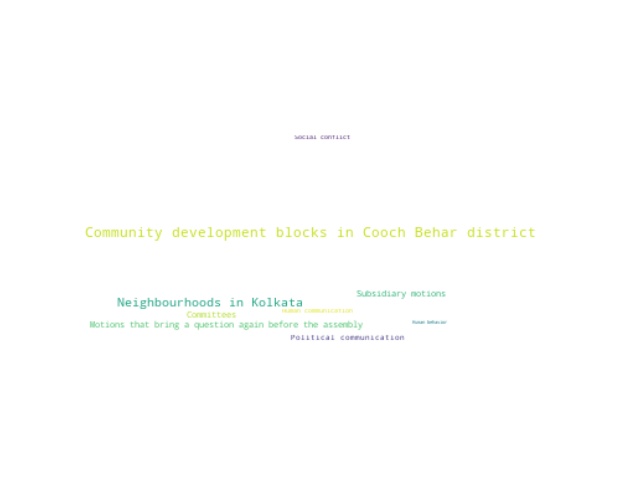 Social conflict
Community development blocks in Cooch Behar district
Subsidiary motions
Neighbourhoods in Kolkata
Human communication
Committees
Human behavior
Motions that bring a question again before the assembly
Political communication